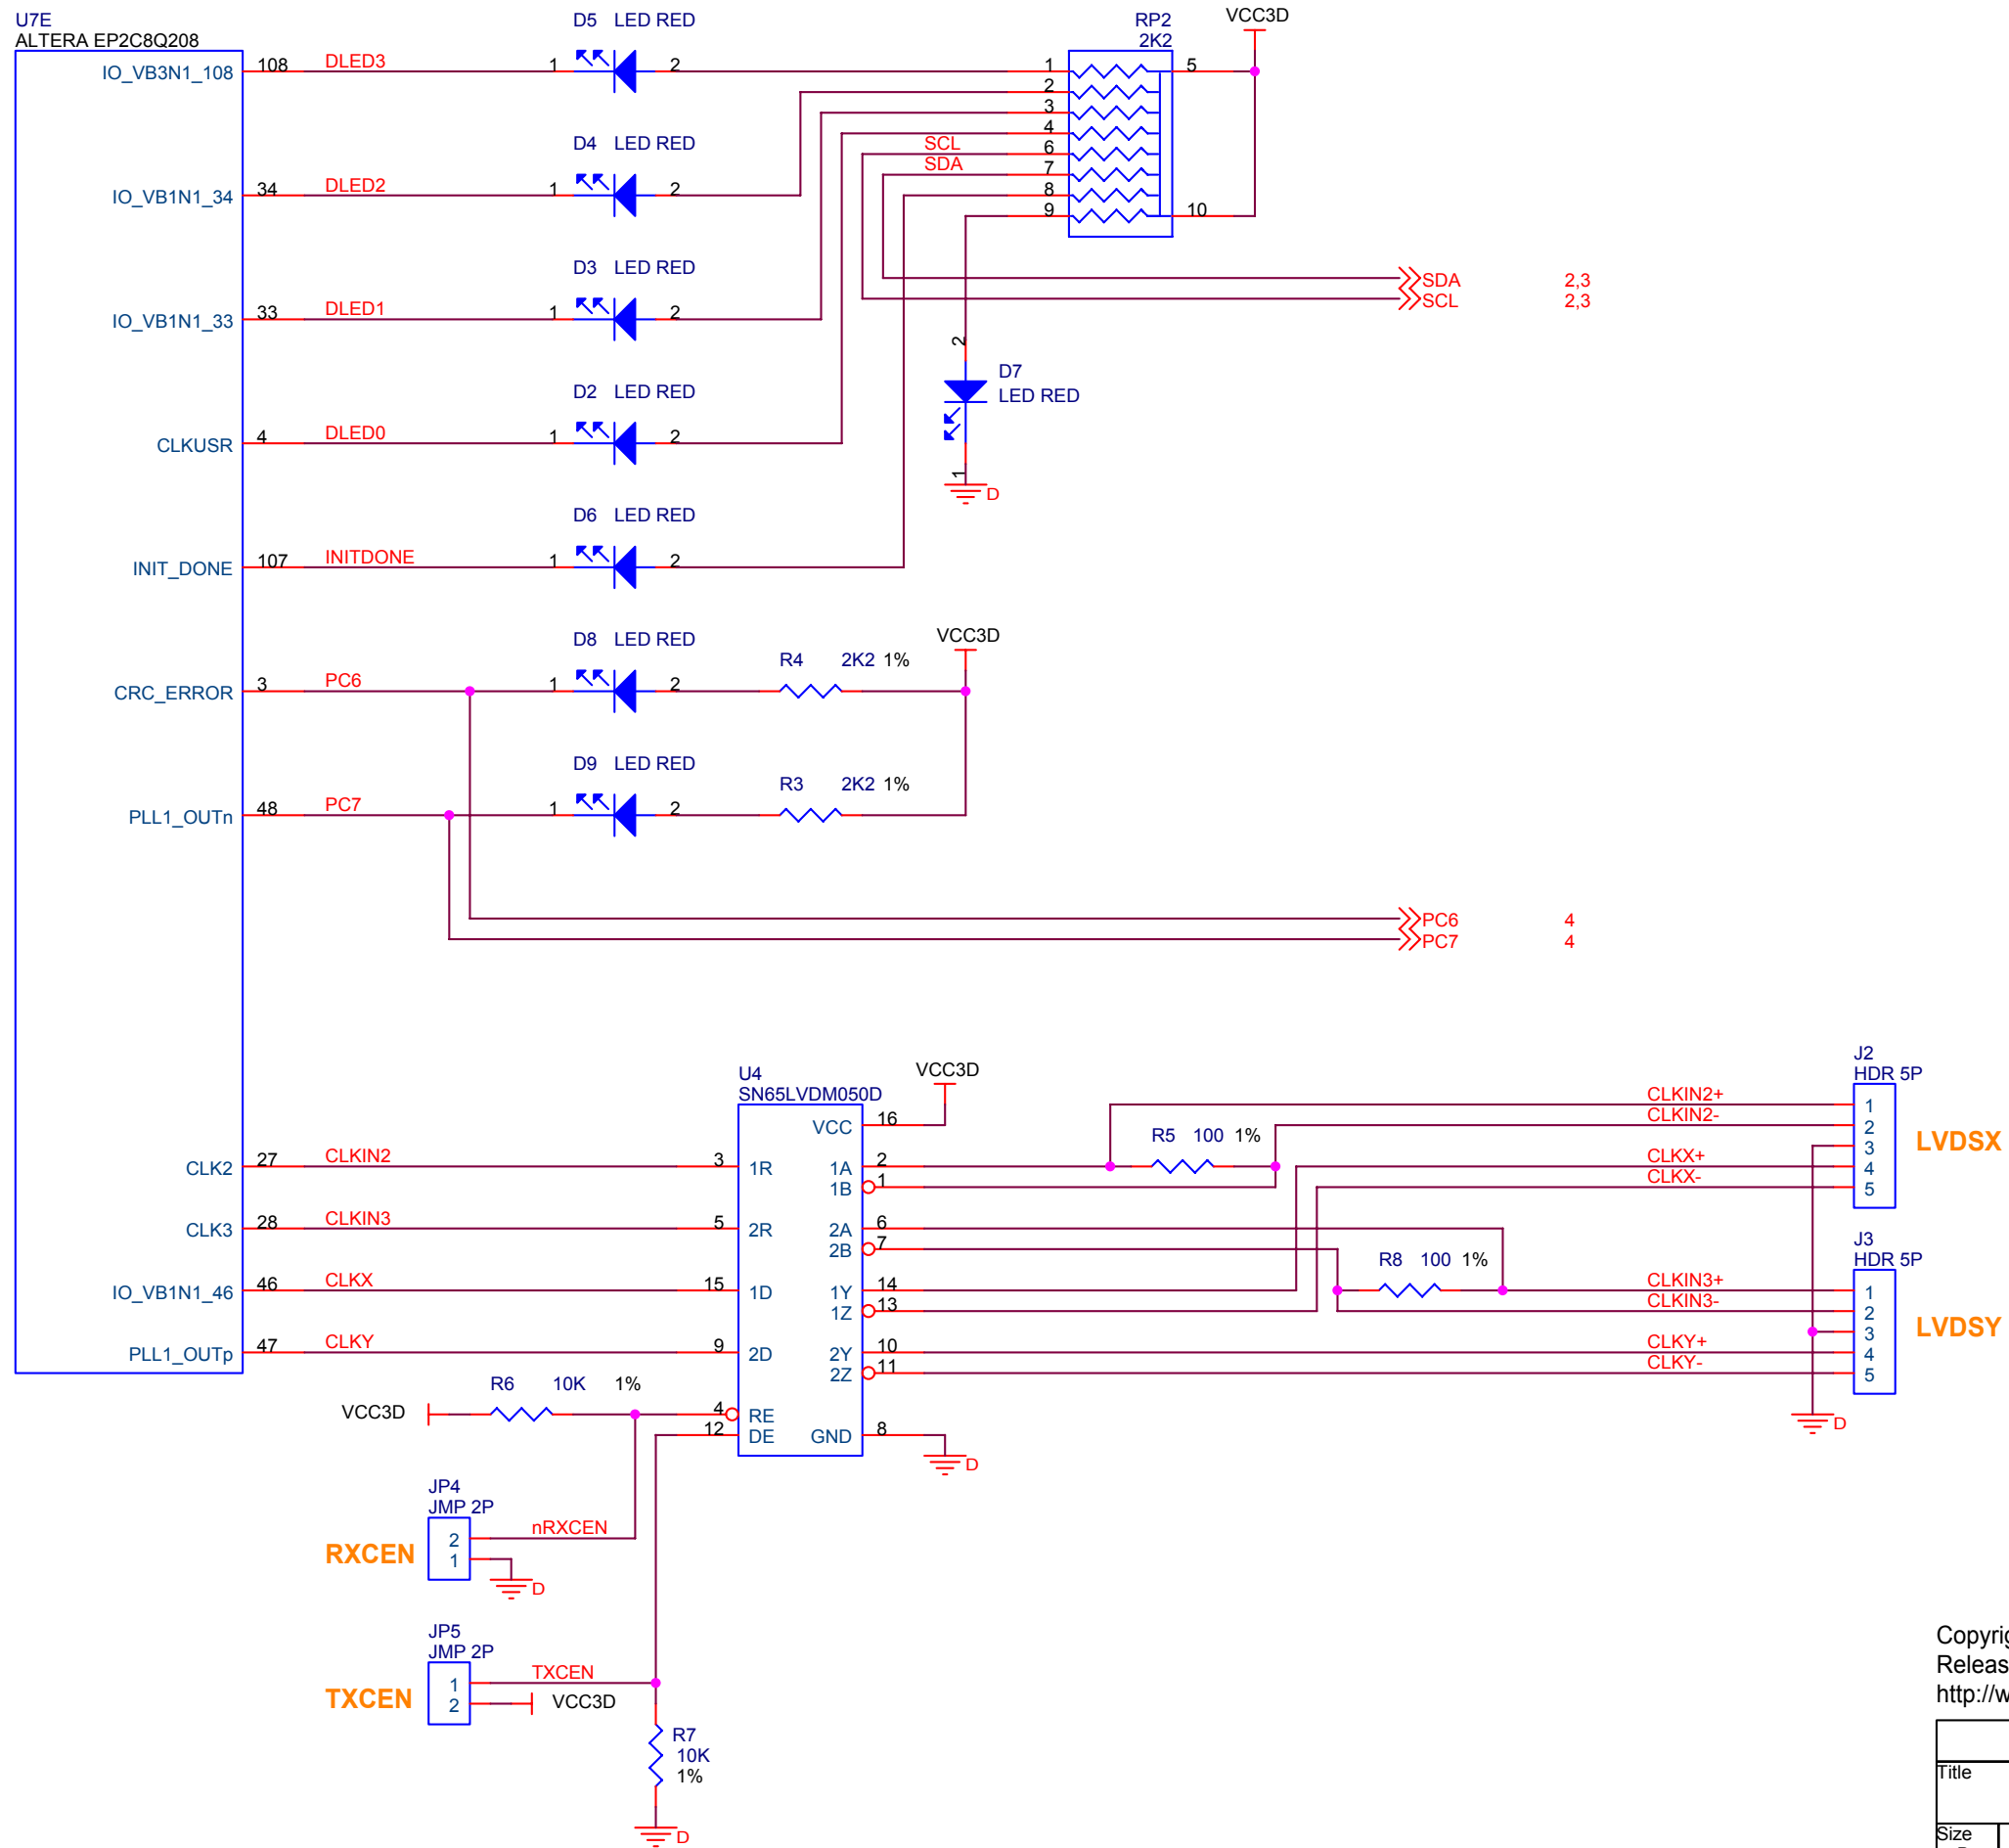 U7E
ALTERA EP2C8Q208
D5 LED RED
RP2
2K2
VCC3D
IO_VB3N1_108 108 DLED3 1 2 1 5
2
3
4
SCL 6
SDA 7
8
9 10
D4 LED RED
IO_VB1N1_34 34 DLED2 1 2
D3 LED RED
SDA 2,3
SCL 2,3
IO_VB1N1_33 33 DLED1 1 2
2
D7
LED RED
1
D
D2 LED RED
CLKUSR 4 DLED0 1 2
D6 LED RED
INIT_DONE 107 INITDONE 1 2
D8 LED RED
R4 2K2 1%
VCC3D
CRC_ERROR 3 PC6 1 2
D9 LED RED
R3 2K2 1%
PLL1_OUTn 48 PC7 1 2
PC6 4
PC7 4
U4
SN65LVDM050D
VCC3D
J2
HDR 5P
VCC 16
CLKIN2+ 1
CLKIN2- 2
3
CLKX+ 4
CLKX- 5
LVDSX
R5 100 1%
CLK2 27 CLKIN2 3 1R 1A 2
1B 1
CLK3 28 CLKIN3 5 2R 2A 6
2B 7
R8 100 1%
J3
HDR 5P
IO_VB1N1_46 46 CLKX 15 1D 1Y 14
1Z 13
CLKIN3+ 1
CLKIN3- 2
3
CLKY+ 4
CLKY- 5
LVDSY
PLL1_OUTp 47 CLKY 9 2D 2Y 10
2Z 11
R6 10K 1%
VCC3D
4 RE
12 DE GND 8
D
D
JP4
JMP 2P
RXCEN
2 nRXCEN
1
D
JP5
JMP 2P
TXCEN
1 TXCEN
2 VCC3D
R7
10K
1%
D
Title
Size